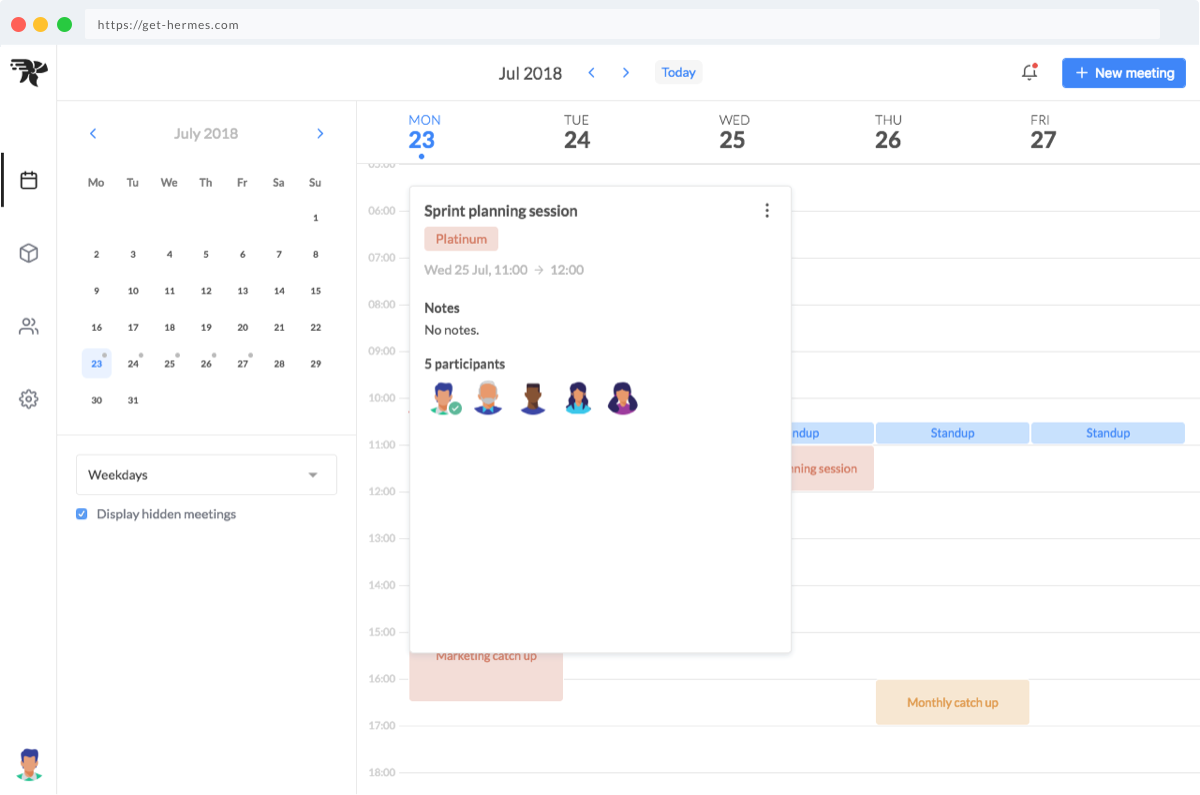 https://get-hermes.com
Jul 2018
Today
+ New meeting
July 2018
Mo Tu We Th Fr Sa Su
1
2 3 4 5 6 7 8
9 10 11 12 13 14 15
16 17 18 19 20 21 22
23 24 25 26 27 28 29
30 31
Weekdays
Display hidden meetings
MON TUE WED THU FRI
23 24 25 26 27
05:00
06:00
07:00
08:00
09:00
10:00
11:00
12:00
13:00
14:00
15:00
16:00
17:00
18:00
Sprint planning session
Platinum
Wed 25 Jul, 11:00 → 12:00
Notes
No notes.
5 participants
ndup
Standup
Standup
nning session
Marketing catch up
Monthly catch up